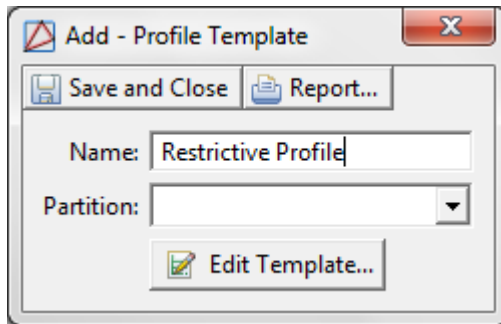 Add - Profile Template
Save and Close Report...
Name: Restrictive Profile
Partition:
Edit Template...